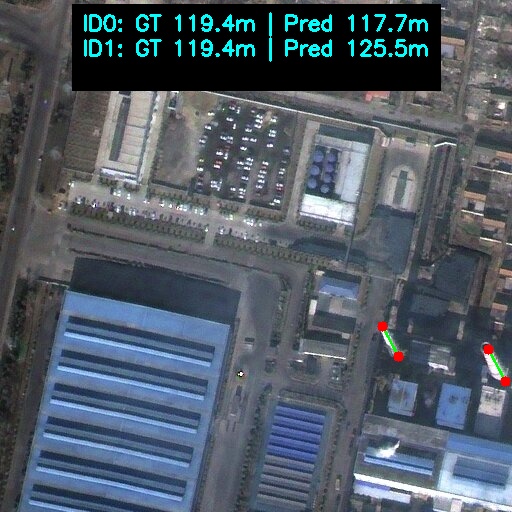 ID0: GT 119.4m | Pred 117.7m
ID1: GT 119.4m | Pred 125.5m